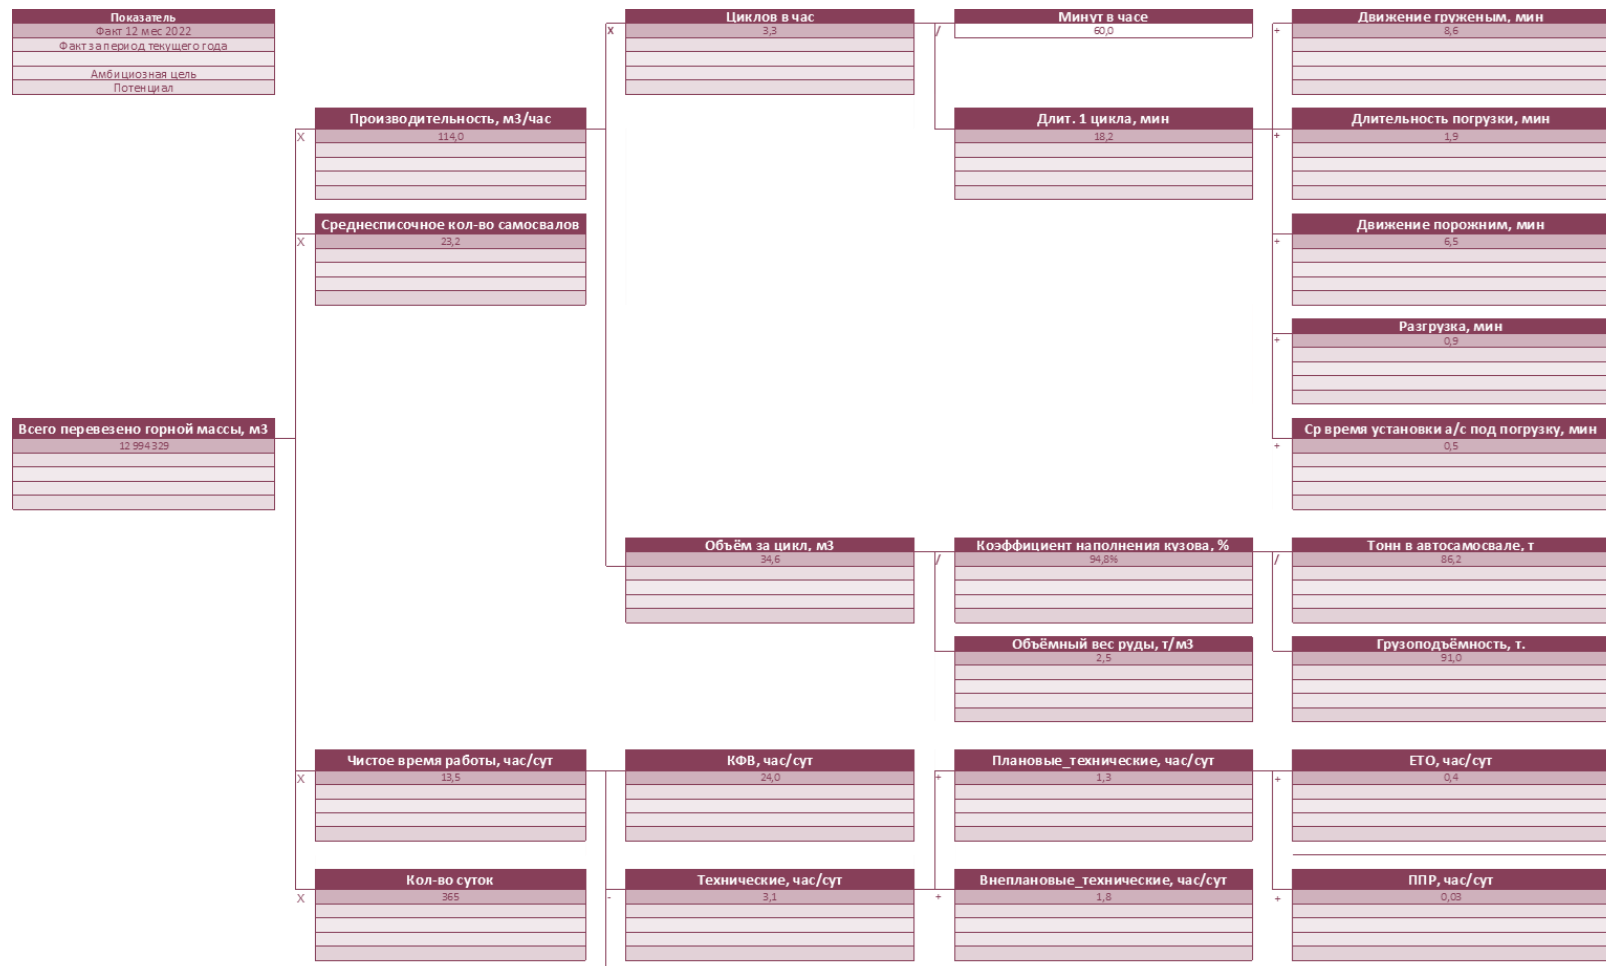 Показатель
Факт 12 мес 2022
Факт за период текущего года
Амбициозная цель
Потенциал
Циклов в час
3,3
Минут в часе
60,0
Движение груженым, мин
8,6
Производительность, м3/час
114,0
Длит. 1 цикла, мин
18,2
Длительность погрузки, мин
1,9
Среднесписочное кол-во самосвалов
23,2
Движение порожним, мин
6,5
Разгрузка, мин
0,9
Всего перевезено горной массы, м3
12 994 329
Ср время установки а/с под погрузку, мин
0,5
Объём за цикл, м3
34,6
Коэффициент наполнения кузова, %
94,8%
Тонн в автосамосвале, т
86,2
Объёмный вес руды, т/м3
2,5
Грузоподъёмность, т.
91,0
Чистое время работы, час/сут
13,5
КФВ, час/сут
24,0
Плановые_технические, час/сут
1,3
ЕТО, час/сут
0,4
Кол-во суток
365
Технические, час/сут
3,1
Внеплановые_технические, час/сут
1,8
ППР, час/сут
0,03